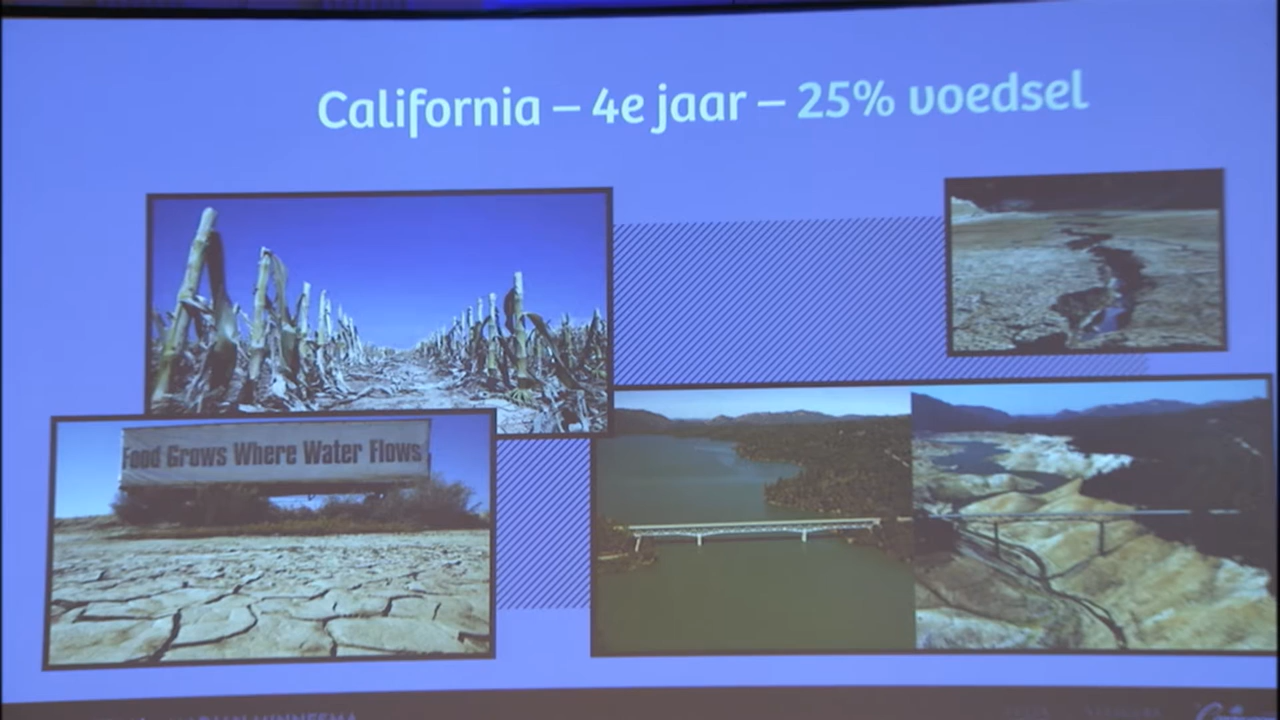 California – 4e jaar – 25% voedsel
Food Grows Where Water Flows